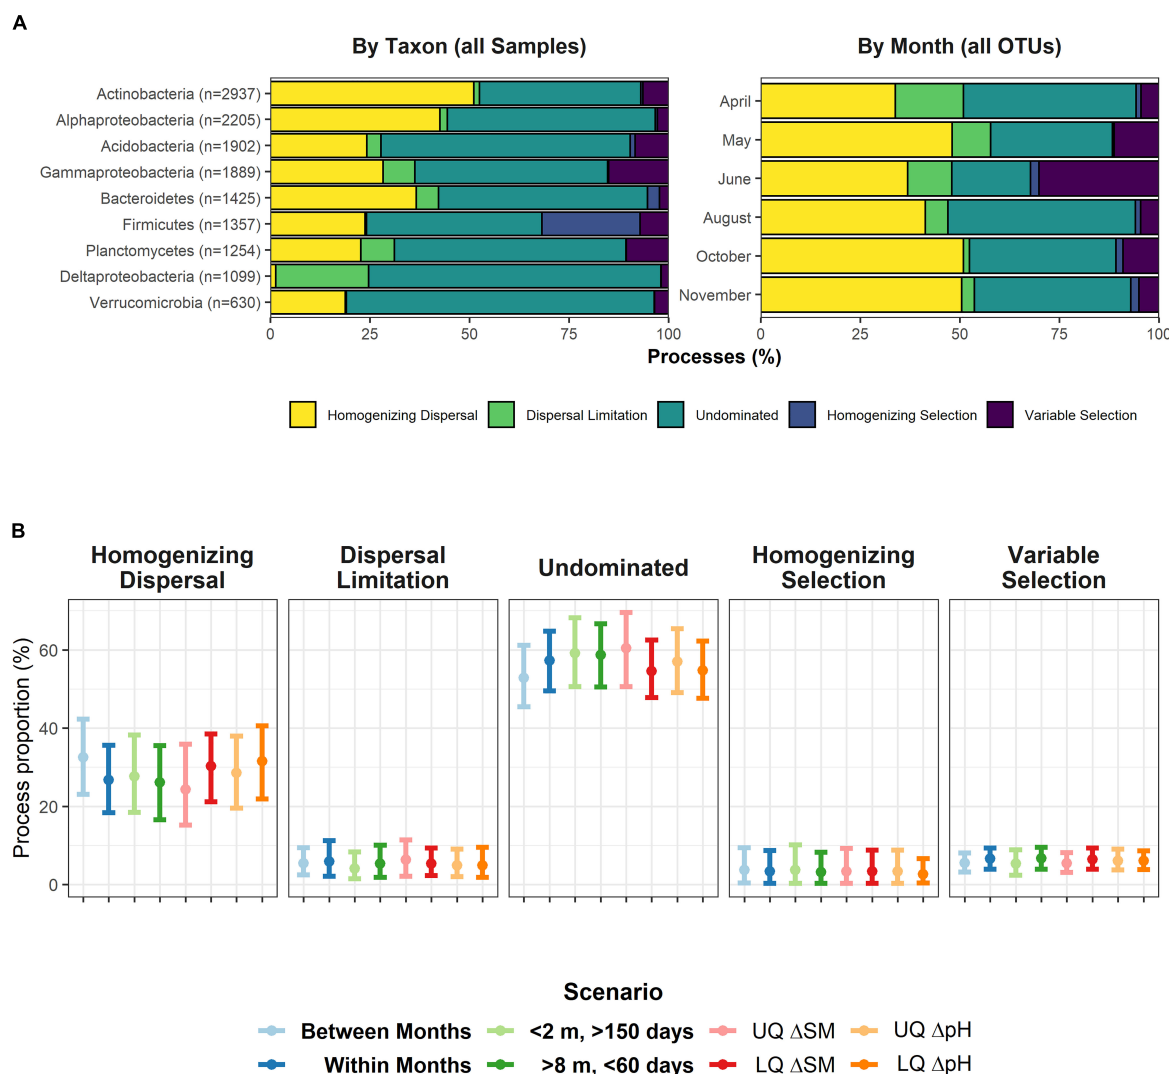 A
By Taxon (all Samples)
By Month (all OTUs)
Actinobacteria (n=2937)
Alphaproteobacteria (n=2205)
Acidobacteria (n=1902)
Gammaproteobacteria (n=1889)
Bacteroidetes (n=1425)
Firmicutes (n=1357)
Planctomycetes (n=1254)
Deltaproteobacteria (n=1099)
Verrucomicrobia (n=630)
0 25 50 75 100
April
May
June
August
October
November
0 25 50 75 100
Processes (%)
Homogenizing Dispersal Dispersal Limitation Undominated Homogenizing Selection Variable Selection
B
Homogenizing
Dispersal
Dispersal
Limitation
Undominated
Homogenizing
Selection
Variable
Selection
Process proportion (%)
60
40
20
0
Scenario
Between Months <2 m, >150 days UQ ΔSM UQ ΔpH
Within Months >8 m, <60 days LQ ΔSM LQ ΔpH